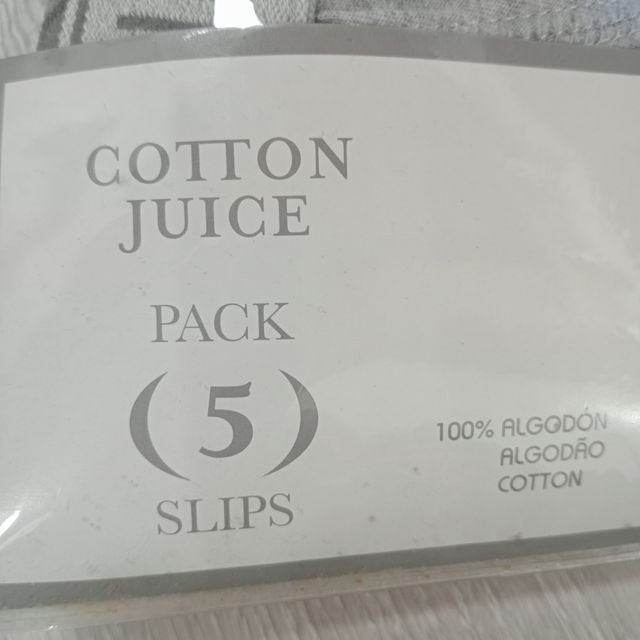 COTTON
JUICE
PACK
(5)
SLIPS
100% ALGODÓN
ALGODÃO
COTTON